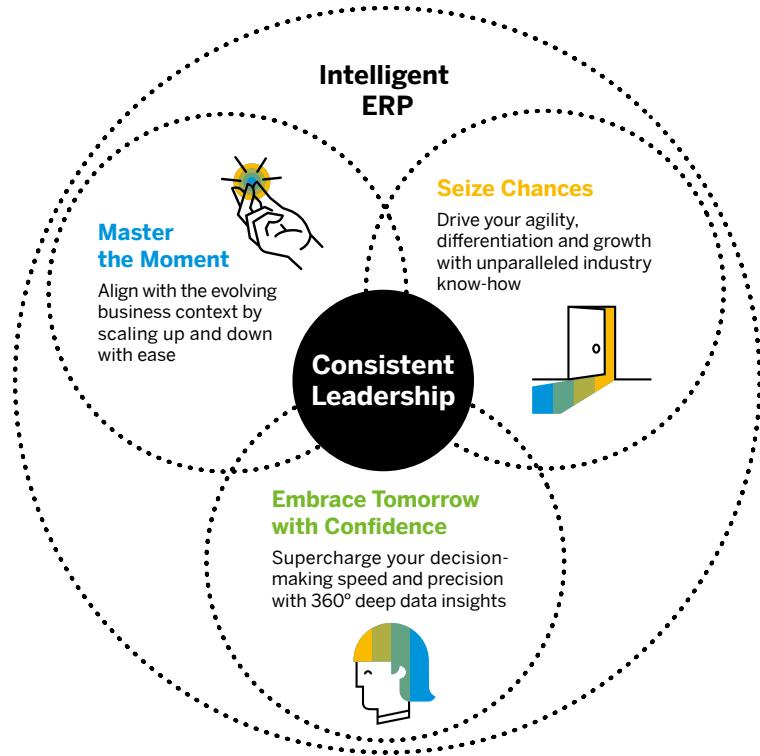 Intelligent
ERP
Master
the Moment
Align with the evolving
business context by
scaling up and down
with ease
Seize Chances
Drive your agility,
differentiation and growth
with unparalleled industry
know-how
Consistent
Leadership
Embrace Tomorrow
with Confidence
Supercharge your decision-
making speed and precision
with 360º deep data insights